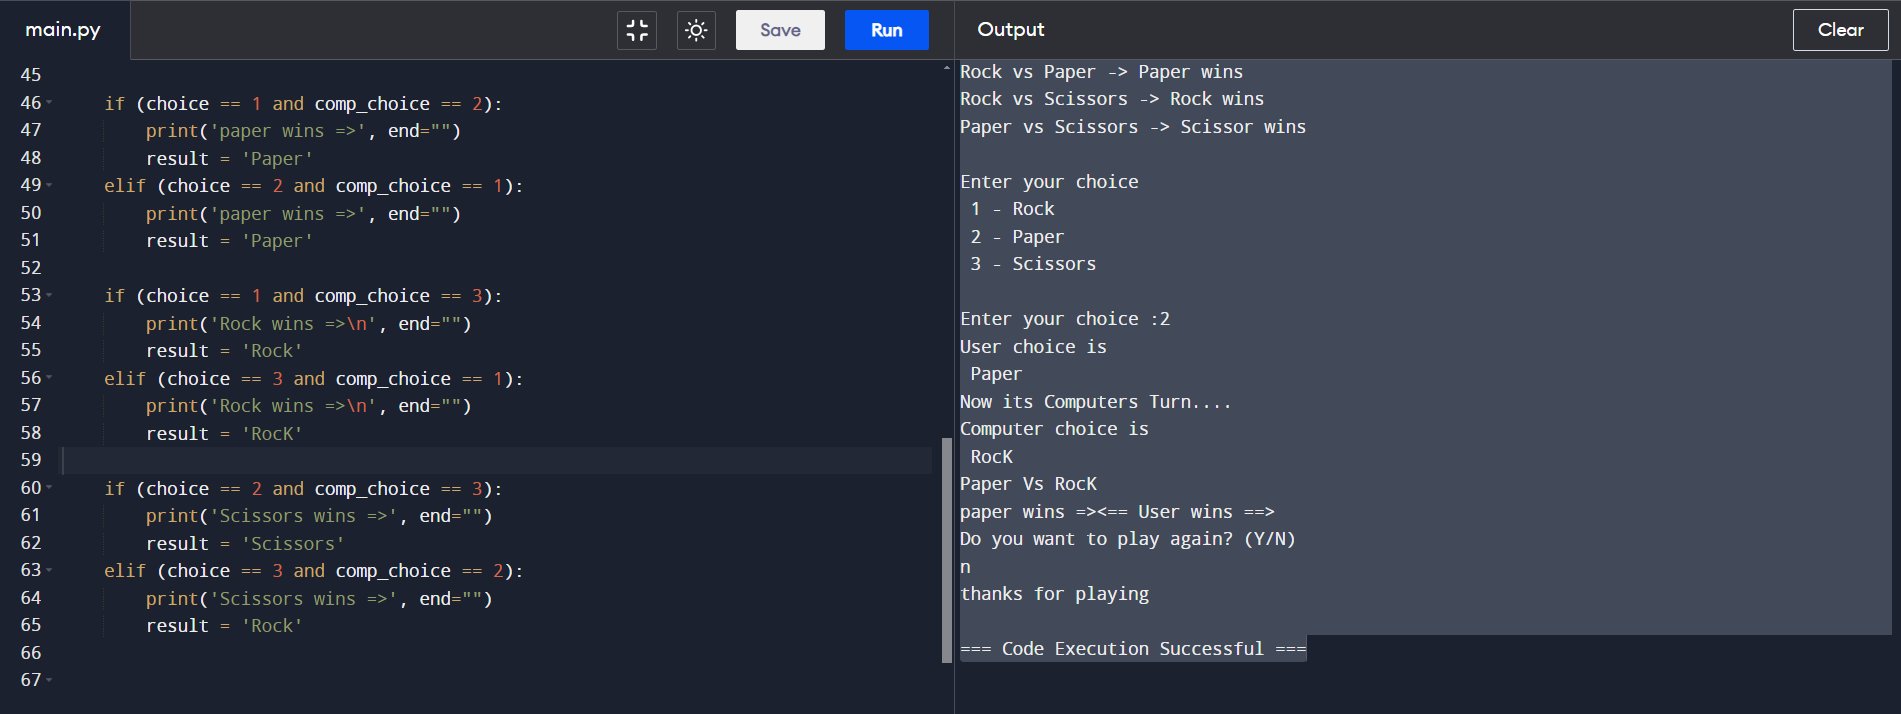 main.py
Save
Run
Output
Clear
45
46 if (choice == 1 and comp_choice == 2):
47 print('paper wins =>', end="")
48 result = 'Paper'
49 elif (choice == 2 and comp_choice == 1):
50 print('paper wins =>', end="")
51 result = 'Paper'
52
53 if (choice == 1 and comp_choice == 3):
54 print('Rock wins =>\n', end="")
55 result = 'Rock'
56 elif (choice == 3 and comp_choice == 1):
57 print('Rock wins =>\n', end="")
58 result = 'RocK'
59
60 if (choice == 2 and comp_choice == 3):
61 print('Scissors wins =>', end="")
62 result = 'Scissors'
63 elif (choice == 3 and comp_choice == 2):
64 print('Scissors wins =>', end="")
65 result = 'Rock'
66
67
Rock vs Paper -> Paper wins
Rock vs Scissors -> Rock wins
Paper vs Scissors -> Scissor wins
Enter your choice
1 - Rock
2 - Paper
3 - Scissors
Enter your choice :2
User choice is
Paper
Now its Computers Turn....
Computer choice is
RocK
Paper Vs RocK
paper wins =><== User wins ==>
Do you want to play again? (Y/N)
n
thanks for playing
=== Code Execution Successful ===